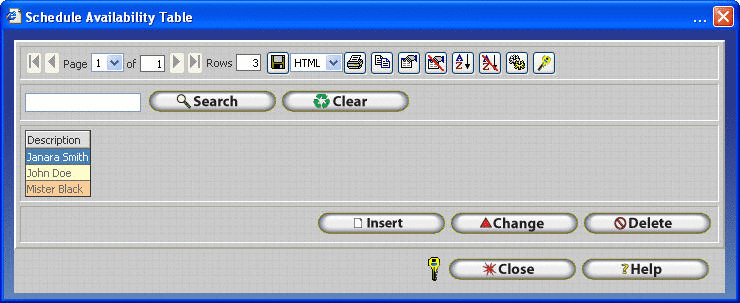 Schedule Availability Table ...
Page 1 of 1 Rows 3 HTML A Z A Z
Search Clear
Description
Janara Smith
John Doe
Mister Black
Insert Change Delete
Close ? Help